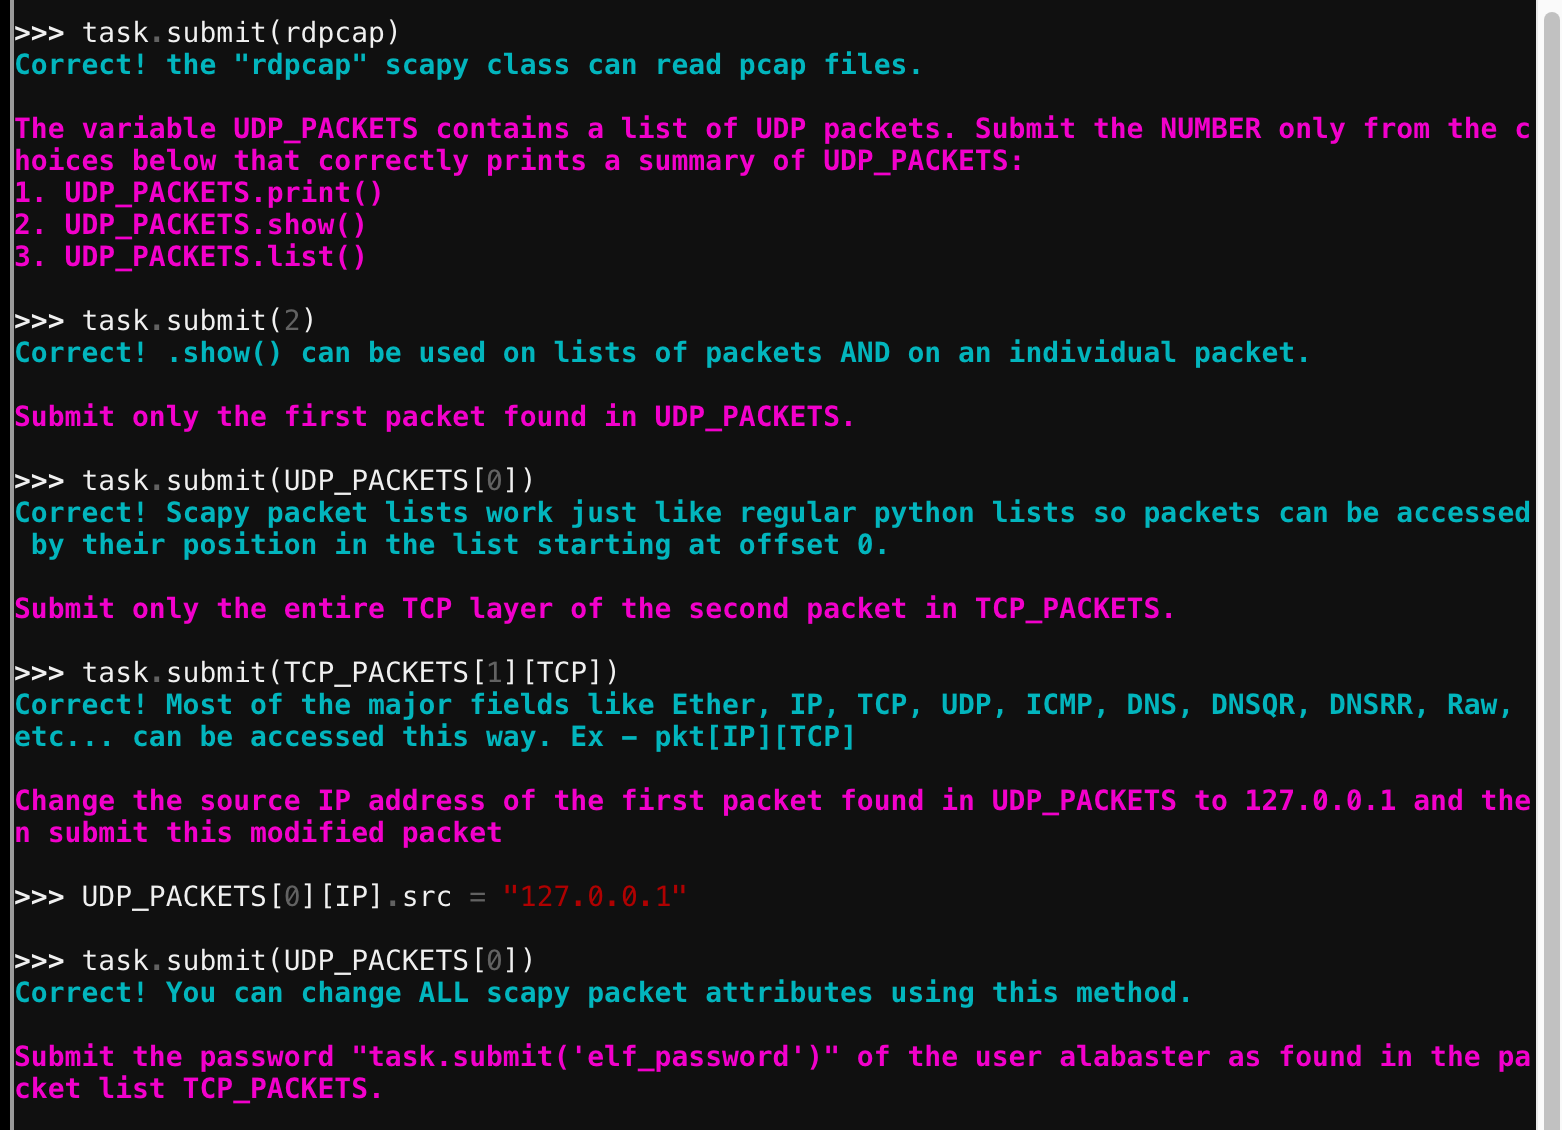 >>> task.submit(rdpcap)
Correct! the "rdpcap" scapy class can read pcap files.
The variable UDP_PACKETS contains a list of UDP packets. Submit the NUMBER only from the c
hoices below that correctly prints a summary of UDP_PACKETS:
1. UDP_PACKETS.print()
2. UDP_PACKETS.show()
3. UDP_PACKETS.list()
>>> task.submit(2)
Correct! .show() can be used on lists of packets AND on an individual packet.
Submit only the first packet found in UDP_PACKETS.
>>> task.submit(UDP_PACKETS[0])
Correct! Scapy packet lists work just like regular python lists so packets can be accessed
 by their position in the list starting at offset 0.
Submit only the entire TCP layer of the second packet in TCP_PACKETS.
>>> task.submit(TCP_PACKETS[1][TCP])
Correct! Most of the major fields like Ether, IP, TCP, UDP, ICMP, DNS, DNSQR, DNSRR, Raw,
etc... can be accessed this way. Ex – pkt[IP][TCP]
Change the source IP address of the first packet found in UDP_PACKETS to 127.0.0.1 and the
n submit this modified packet
>>> UDP_PACKETS[0][IP].src = "127.0.0.1"
>>> task.submit(UDP_PACKETS[0])
Correct! You can change ALL scapy packet attributes using this method.
Submit the password "task.submit('elf_password')" of the user alabaster as found in the pa
cket list TCP_PACKETS.